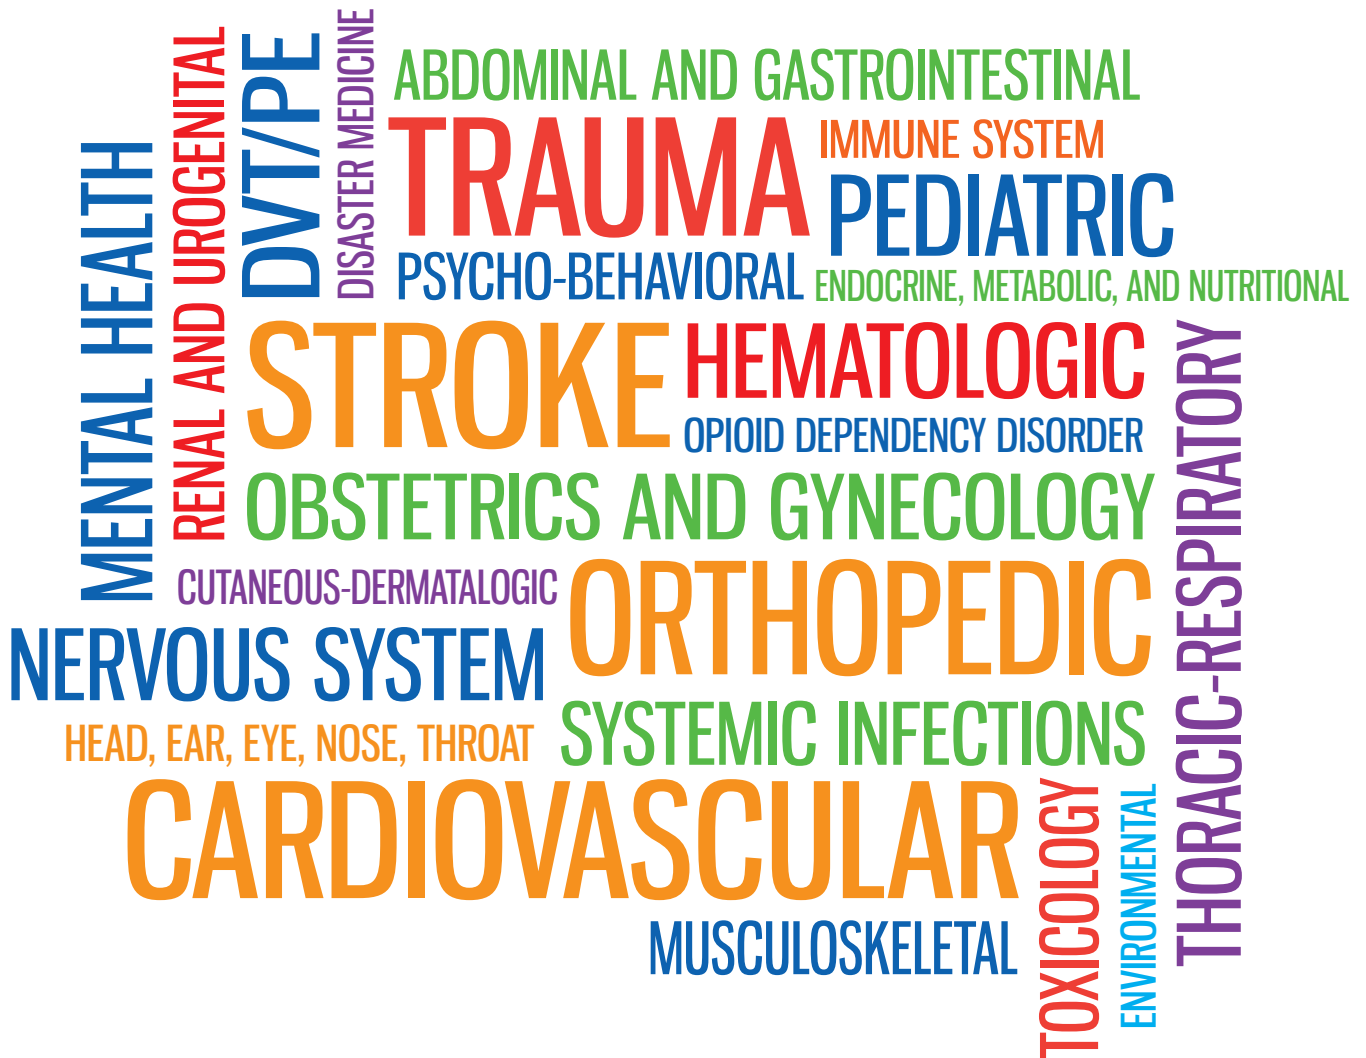 MENTAL HEALTH
RENAL AND UROGENITAL
DVT/PE
DISASTER MEDICINE
ABDOMINAL AND GASTROINTESTINAL
TRAUMA
IMMUNE SYSTEM
PEDIATRIC
PSYCHO-BEHAVIORAL
ENDOCRINE, METABOLIC, AND NUTRITIONAL
STROKE
HEMATOLOGIC
OPIOID DEPENDENCY DISORDER
OBSTETRICS AND GYNECOLOGY
THORACIC-RESPIRATORY
CUTANEOUS-DERMATALOGIC
ORTHOPEDIC
NERVOUS SYSTEM
HEAD, EAR, EYE, NOSE, THROAT
SYSTEMIC INFECTIONS
CARDIOVASCULAR
TOXICOLOGY
ENVIRONMENTAL
MUSCULOSKELETAL